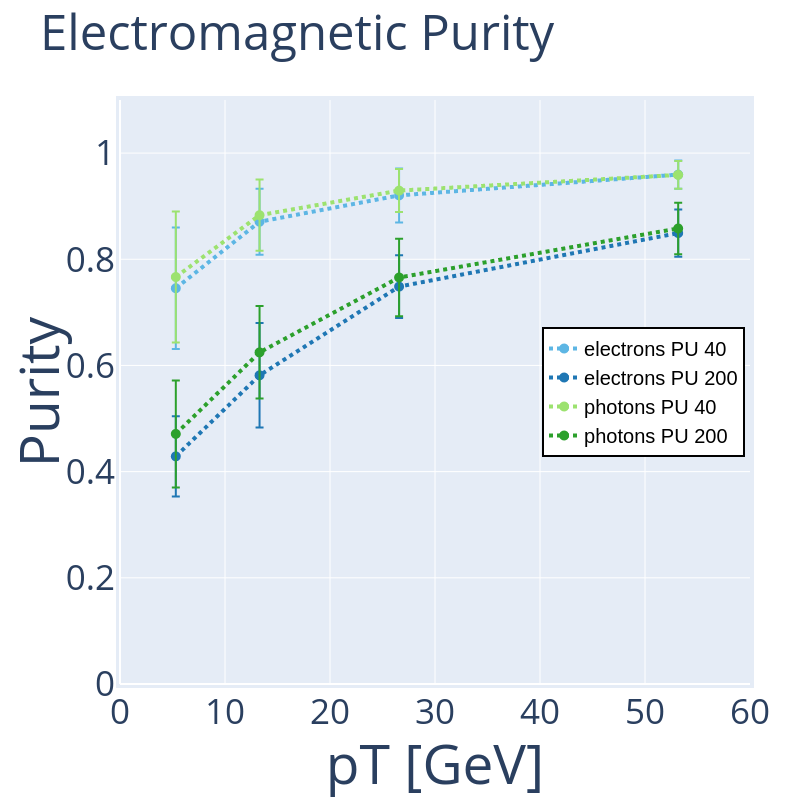 Electromagnetic Purity
Purity
1
0.8
0.6
0.4
0.2
0
0 10 20 30 40 50 60
pT [GeV]
electrons PU 40
electrons PU 200
photons PU 40
photons PU 200